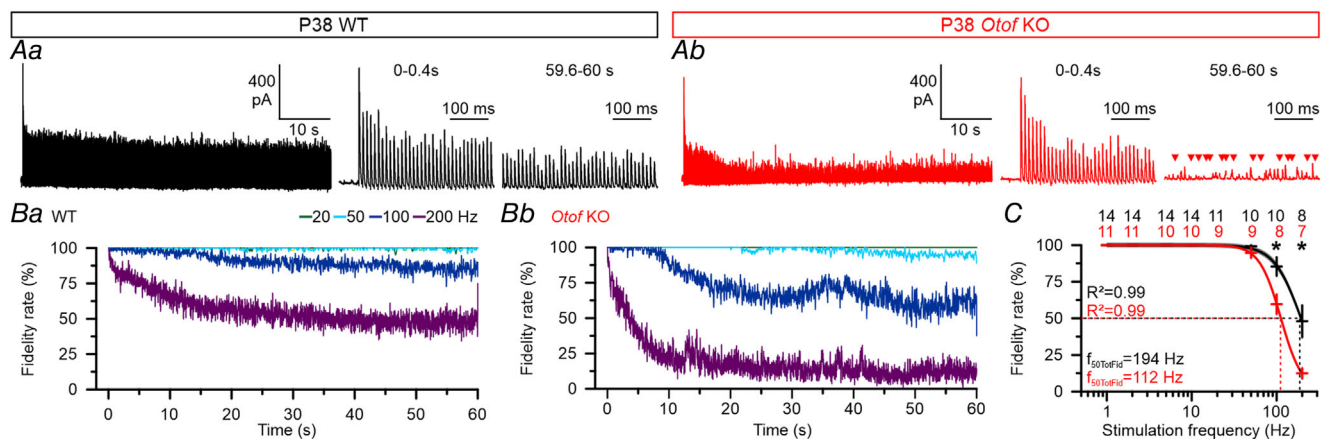 P38 WT
P38 Otof KO
Aa
400 pA
10 s
0-0.4s
100 ms
59.6-60 s
100 ms
Ab
400 pA
10 s
0-0.4s
100 ms
59.6-60 s
100 ms
Ba WT
20 50 100 200 Hz
Fidelity rate (%)
100
75
50
25
0
0 10 20 30 40 50 60
Time (s)
Bb Otof KO
Fidelity rate (%)
100
75
50
25
0
0 10 20 30 40 50 60
Time (s)
C
14 14 14 14 11 10 10 8
11 11 10 10 9 9 8 7
* *
Fidelity rate (%)
100
75
50
25
0
R²=0.99
R²=0.99
f50TotFid=194 Hz
f50TotFid=112 Hz
1 10 100
Stimulation frequency (Hz)